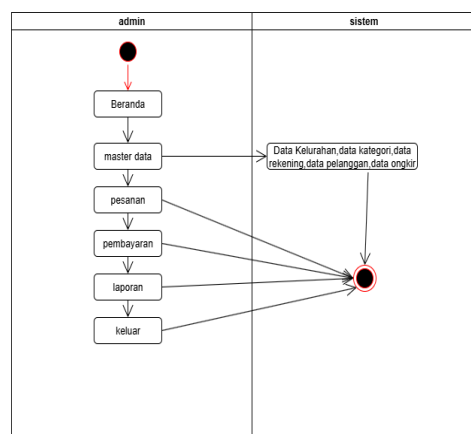 admin
sistem
Beranda
master data
Data Kelurahan,data kategori,data
rekening,data pelanggan,data ongkir
pesanan
pembayaran
laporan
keluar